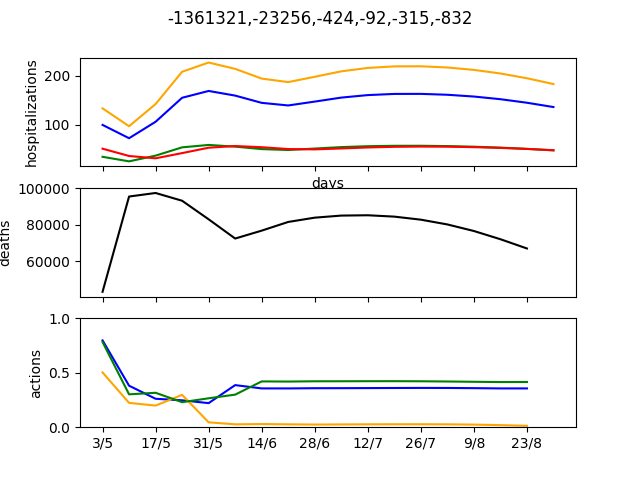 -1361321,-23256,-424,-92,-315,-832
hospitalizations
200
100
days
deaths
100000
80000
60000
actions
1.0
0.5
0.0
3/5 17/5 31/5 14/6 28/6 12/7 26/7 9/8 23/8